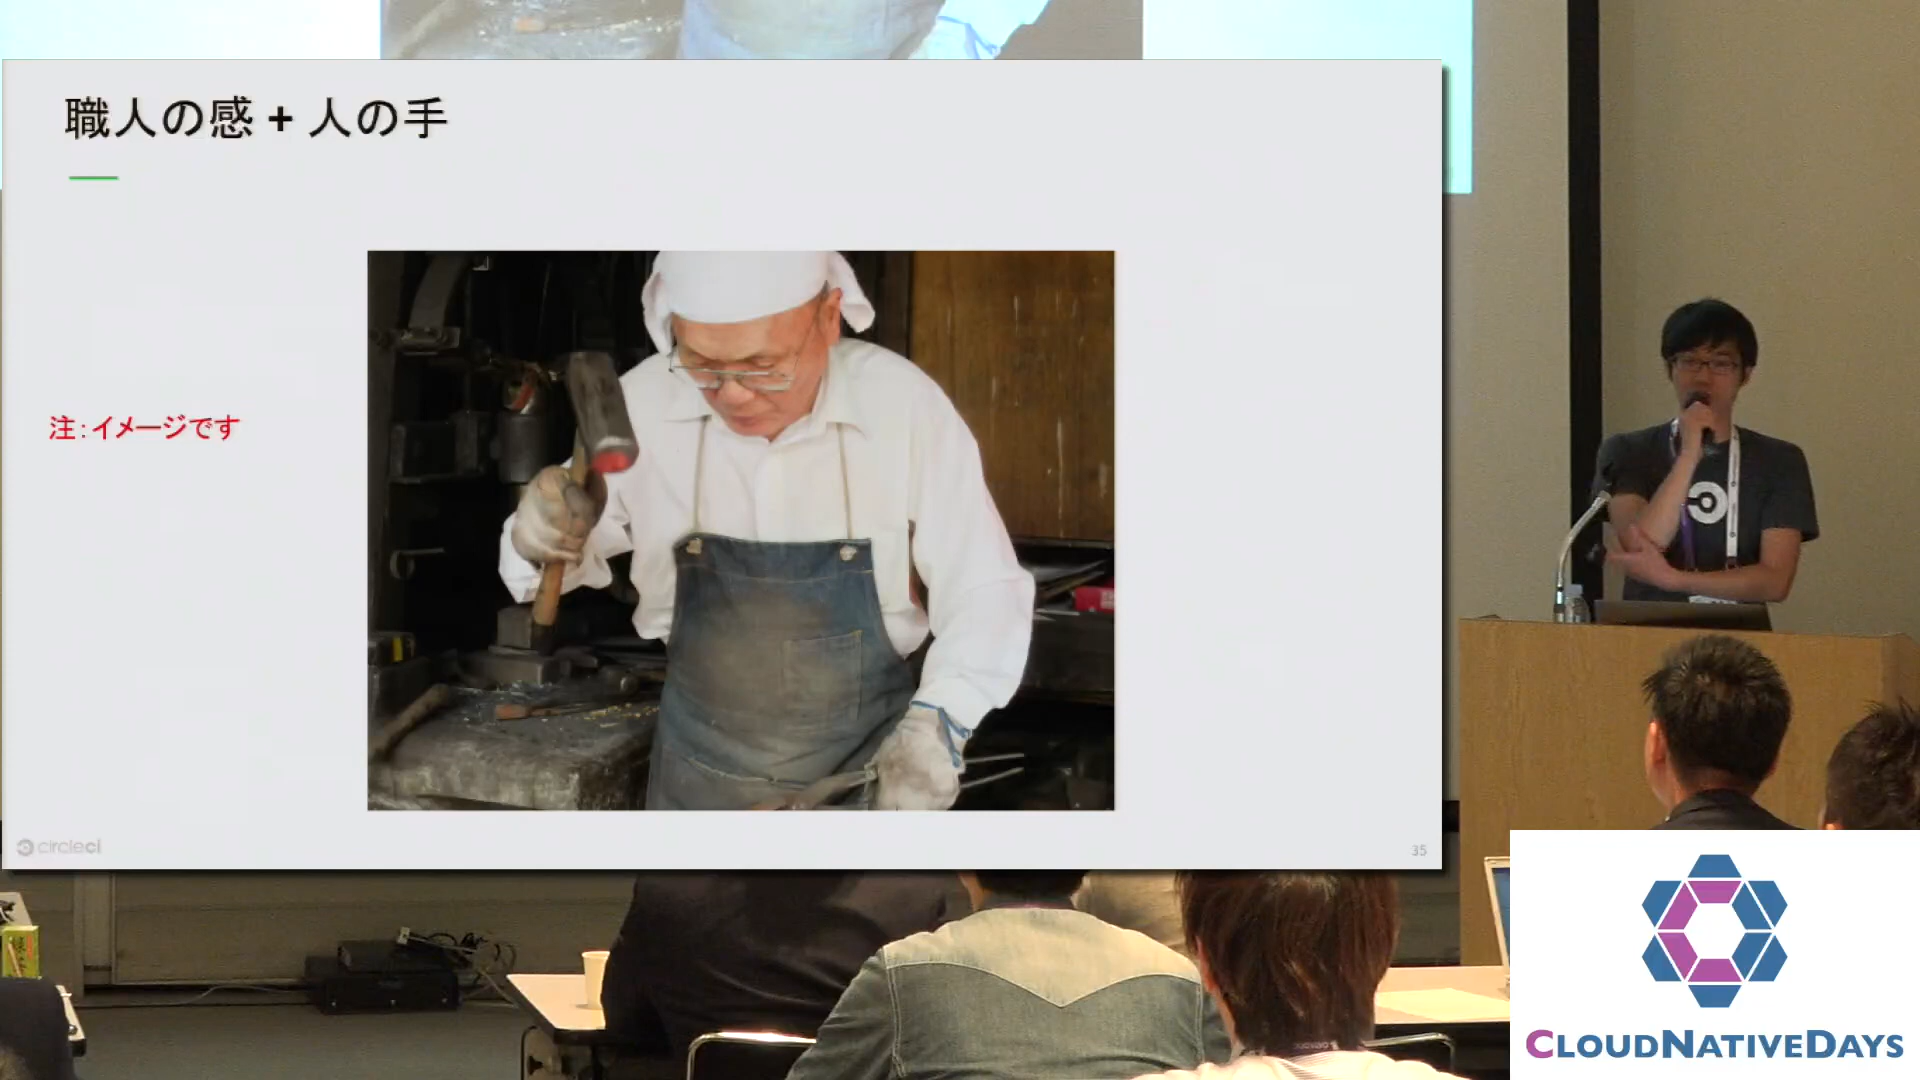 職人の感 + 人の手
注：イメージです
circleci
35
CLOUDNATIVEDAYS